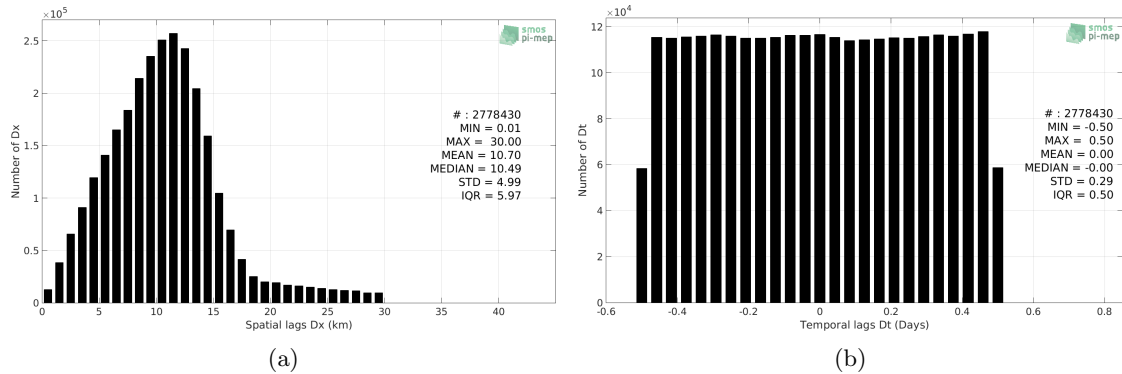 ×10⁵
2.5
2
1.5
1
0.5
0
0 5 10 15 20 25 30 35 40
Number of Dx
Spatial lags Dx (km)
smos
pi-mep
# : 2778430
MIN = 0.01
MAX = 30.00
MEAN = 10.70
MEDIAN = 10.49
STD = 4.99
IQR = 5.97
(a)
×10⁴
12
10
8
6
4
2
0
-0.6 -0.4 -0.2 0 0.2 0.4 0.6 0.8
Number of Dt
Temporal lags Dt (Days)
smos
pi-mep
# : 2778430
MIN = -0.50
MAX = 0.50
MEAN = 0.00
MEDIAN = -0.00
STD = 0.29
IQR = 0.50
(b)